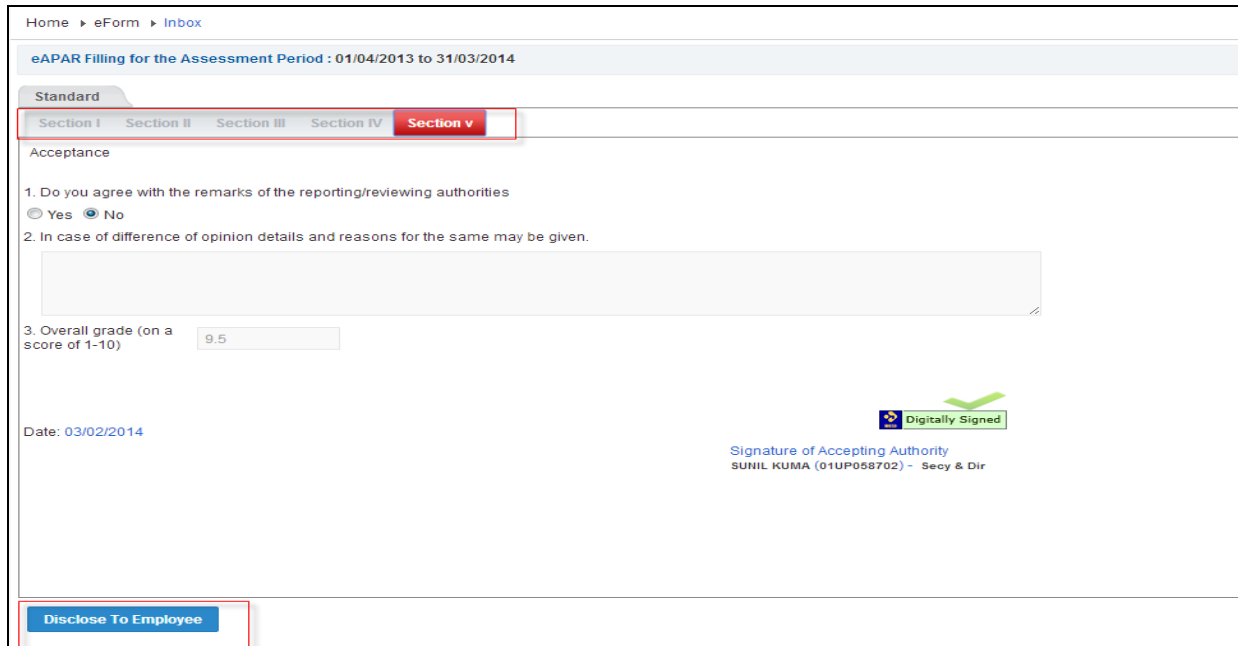 Home ▸ eForm ▸ Inbox
eAPAR Filling for the Assessment Period : 01/04/2013 to 31/03/2014
Standard
Section I Section II Section III Section IV Section v
Acceptance
1. Do you agree with the remarks of the reporting/reviewing authorities
Yes No
2. In case of difference of opinion details and reasons for the same may be given.
3. Overall grade (on a
score of 1-10)
9.5
Digitally Signed
Date: 03/02/2014
Signature of Accepting Authority
SUNIL KUMA (01UP058702) - Secy & Dir
Disclose To Employee